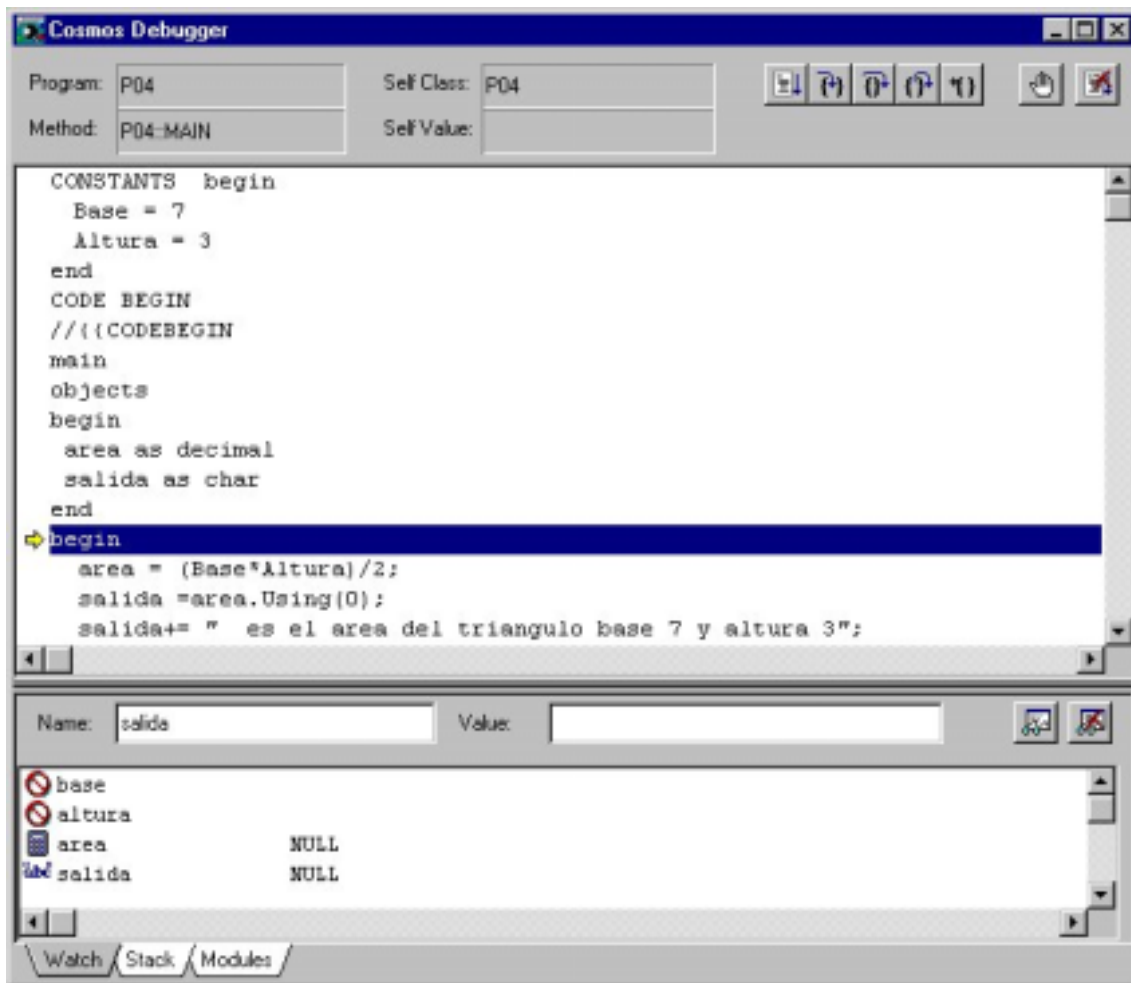 Cosmos Debugger
Program: P04 Self Class: P04
Method: P04::MAIN Self Value:
CONSTANTS begin
Base = 7
Altura = 3
end
CODE BEGIN
//{{CODEBEGIN
main
objects
begin
area as decimal
salida as char
end
begin
area = (Base*Altura)/2;
salida =area.Using(0);
salida+= "  es el area del triangulo base 7 y altura 3";
Name: salida Value:
base
altura
area NULL
salida NULL
Watch Stack Modules